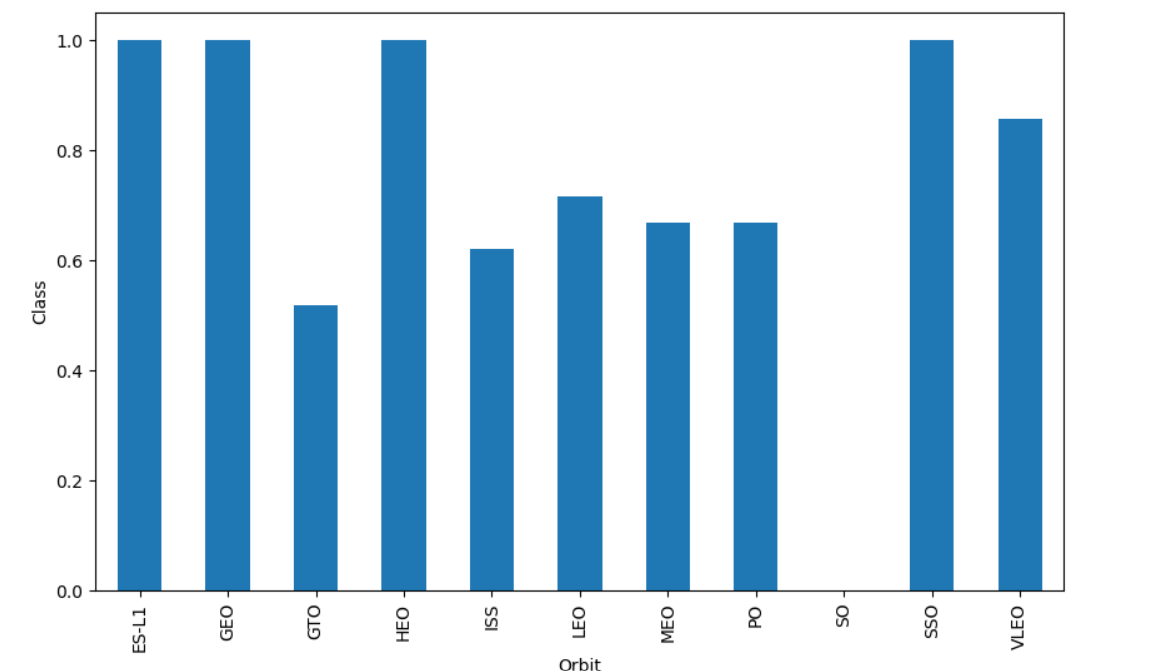 1.0
0.8
0.6
0.4
0.2
0.0
Class
ES-L1
GEO
GTO
HEO
ISS
LEO
MEO
PO
SO
SSO
VLEO
Orbit